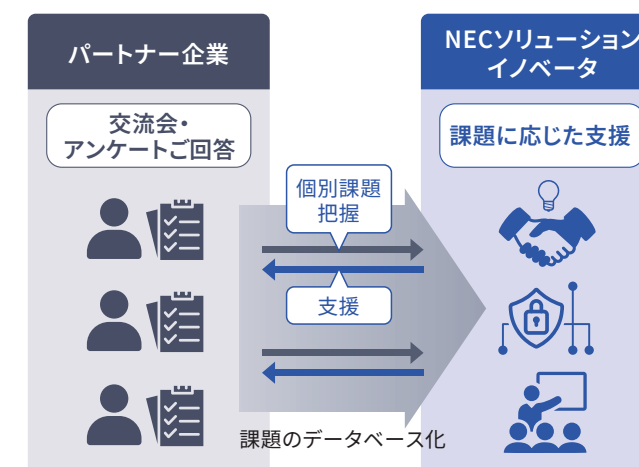 パートナー企業
NECソリューション
イノベータ
交流会・
アンケートご回答
課題に応じた支援
個別課題
把握
支援
課題のデータベース化